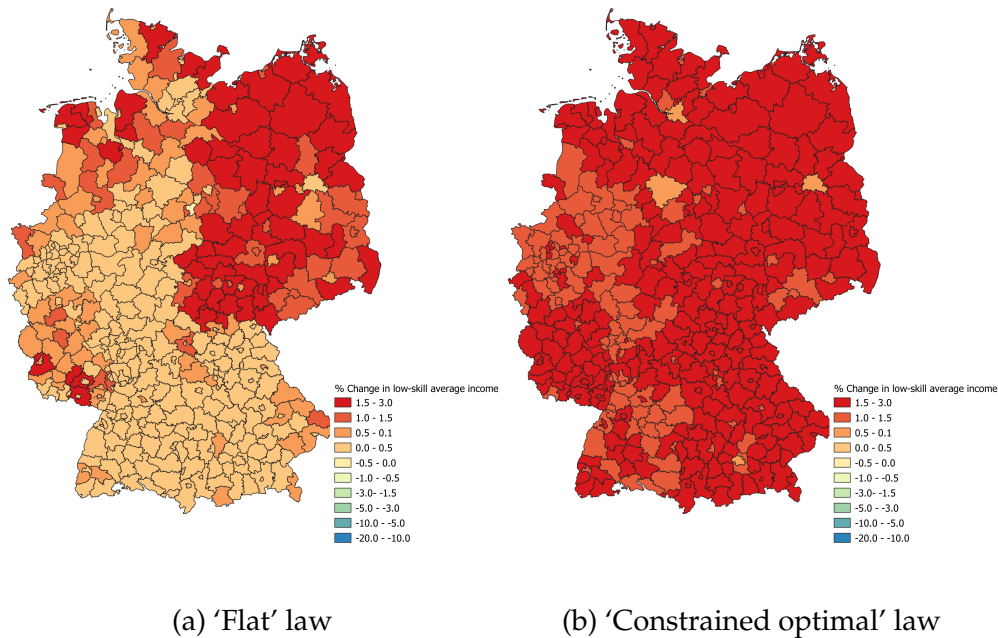 % Change in low-skill average income
1.5 - 3.0
1.0 - 1.5
0.5 - 0.1
0.0 - 0.5
-0.5 - 0.0
-1.0 - -0.5
-3.0- -1.5
-5.0 - -3.0
-10.0 - -5.0
-20.0 - -10.0
% Change in low-skill average income
1.5 - 3.0
1.0 - 1.5
0.5 - 0.1
0.0 - 0.5
-0.5 - 0.0
-1.0 - -0.5
-3.0- -1.5
-5.0 - -3.0
-10.0 - -5.0
-20.0 - -10.0
(a) ‘Flat’ law
(b) ‘Constrained optimal’ law